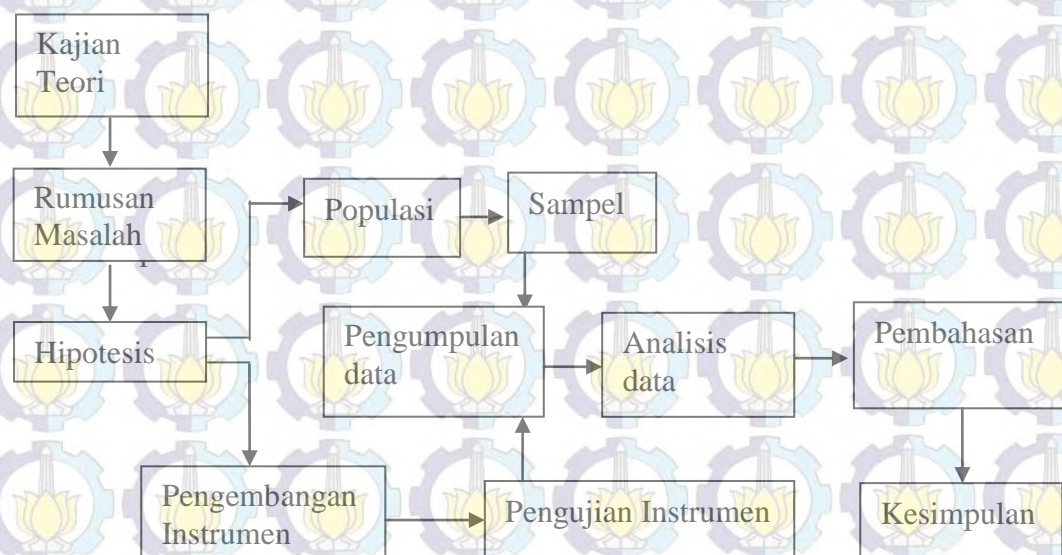 Kajian
Teori
Rumusan
Masalah
Populasi
Sampel
Hipotesis
Pengumpulan
data
Analisis
data
Pembahasan
Pengembangan
Instrumen
Pengujian Instrumen
Kesimpulan